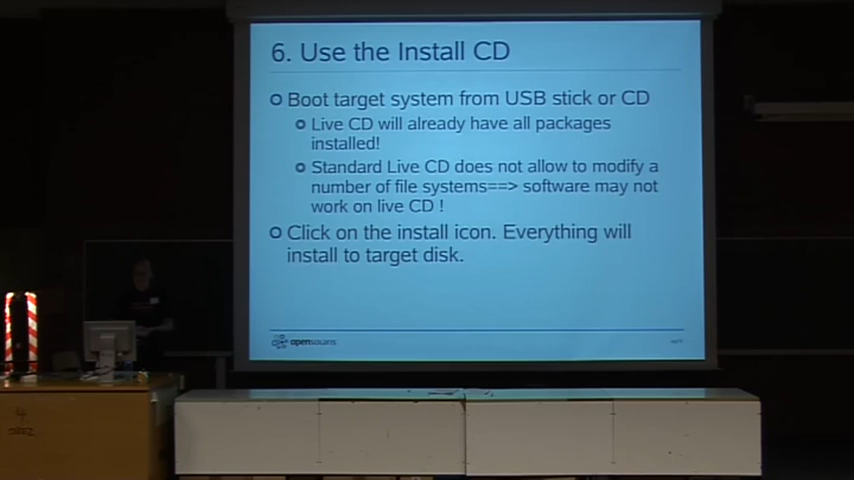 6. Use the Install CD
Boot target system from USB stick or CD
Live CD will already have all packages
installed!
Standard Live CD does not allow to modify a
number of file systems==> software may not
work on live CD !
Click on the install icon. Everything will
install to target disk.
opensolaris